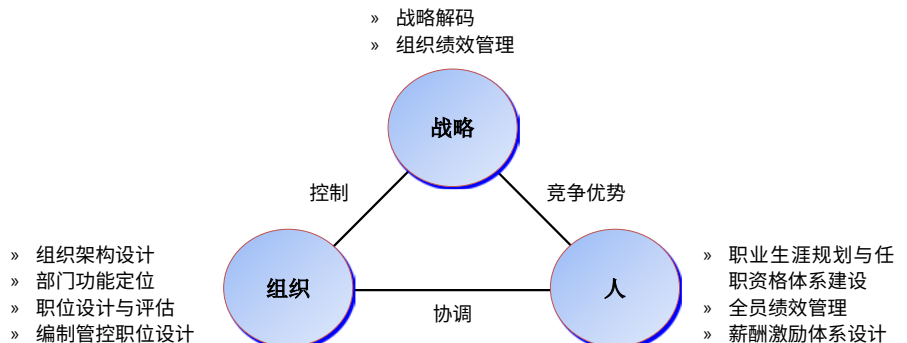 » 战略解码
» 组织绩效管理
战略
控制
竞争优势
» 组织架构设计
» 部门功能定位
» 职位设计与评估
» 编制管控职位设计
组织
协调
人
» 职业生涯规划与任
职资格体系建设
» 全员绩效管理
» 薪酬激励体系设计